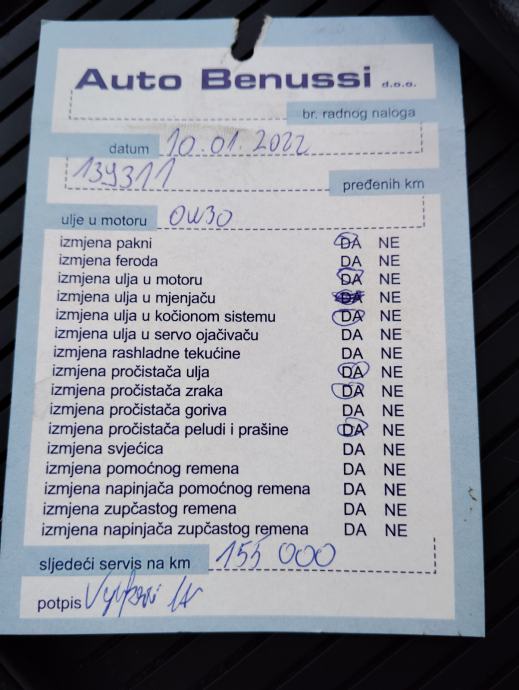 Auto Benussi d.o.o.
br. radnog naloga
datum 10.01.2022
139311
pređenih km
ulje u motoru 0W30
izmjena pakni DA NE
izmjena feroda DA NE
izmjena ulja u motoru DA NE
izmjena ulja u mjenjaču DA NE
izmjena ulja u kočionom sistemu DA NE
izmjena ulja u servo ojačivaču DA NE
izmjena rashladne tekućine DA NE
izmjena pročistača ulja DA NE
izmjena pročistača zraka DA NE
izmjena pročistača goriva DA NE
izmjena pročistača peludi i prašine DA NE
izmjena svjećica DA NE
izmjena pomoćnog remena DA NE
izmjena napinjača pomoćnog remena DA NE
izmjena zupčastog remena DA NE
izmjena napinjača zupčastog remena DA NE
sljedeći servis na km 155 000
potpis